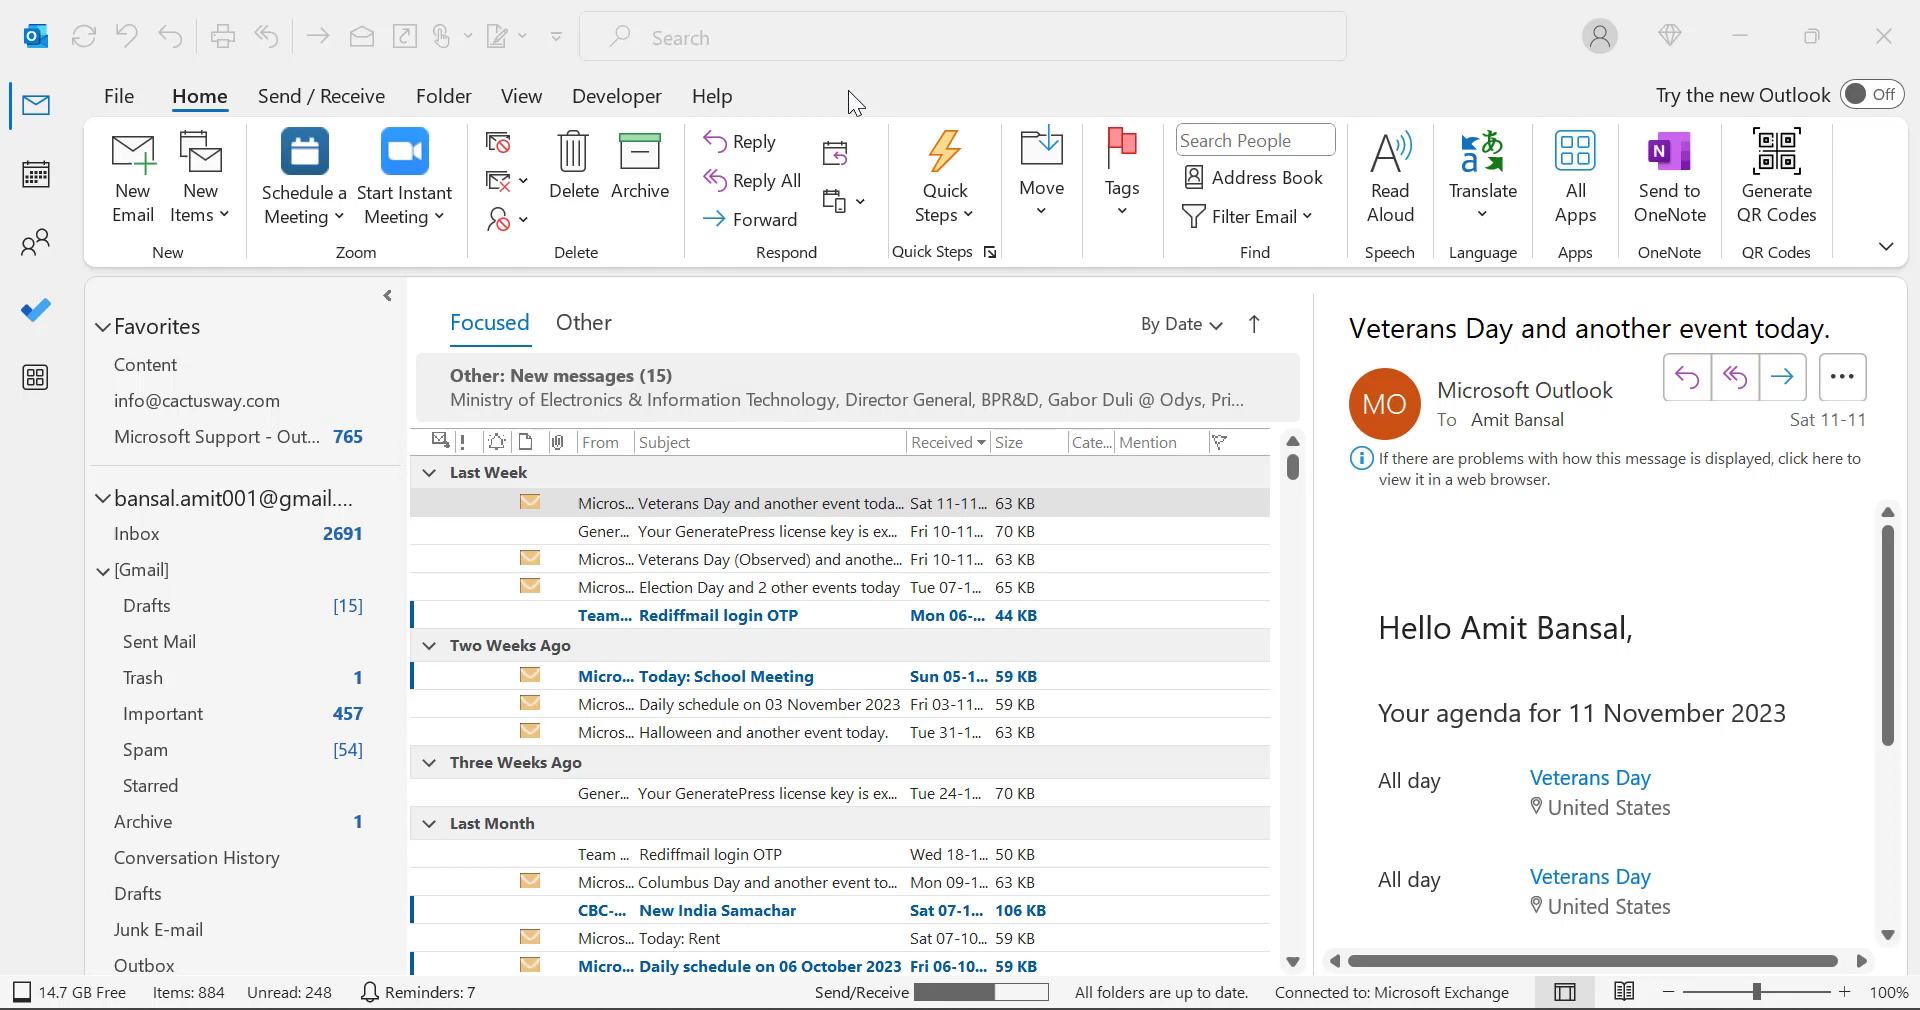 Search
File Home Send / Receive Folder View Developer Help
Try the new Outlook Off
New Email
New Items
New
Schedule a Meeting
Start Instant Meeting
Zoom
Delete
Archive
Delete
Reply
Reply All
Forward
Respond
Quick Steps
Quick Steps
Move
Tags
Search People
Address Book
Filter Email
Find
Read Aloud
Speech
Translate
Language
All Apps
Apps
Send to OneNote
OneNote
Generate QR Codes
QR Codes
Favorites
Content
info@cactusway.com
Microsoft Support - Out... 765
bansal.amit001@gmail....
Inbox 2691
[Gmail]
Drafts [15]
Sent Mail
Trash 1
Important 457
Spam [54]
Starred
Archive 1
Conversation History
Drafts
Junk E-mail
Outbox
Focused Other By Date
Other: New messages (15)
Ministry of Electronics & Information Technology, Director General, BPR&D, Gabor Duli @ Odys, Pri...
From Subject Received Size Cate... Mention
Last Week
Micros... Veterans Day and another event toda... Sat 11-11... 63 KB
Gener... Your GeneratePress license key is ex... Fri 10-11... 70 KB
Micros... Veterans Day (Observed) and anothe... Fri 10-11... 63 KB
Micros... Election Day and 2 other events today Tue 07-1... 65 KB
Team... Rediffmail login OTP Mon 06-... 44 KB
Two Weeks Ago
Micro... Today: School Meeting Sun 05-1... 59 KB
Micros... Daily schedule on 03 November 2023 Fri 03-11... 59 KB
Micros... Halloween and another event today. Tue 31-1... 63 KB
Three Weeks Ago
Gener... Your GeneratePress license key is ex... Tue 24-1... 70 KB
Last Month
Team ... Rediffmail login OTP Wed 18-1... 50 KB
Micros... Columbus Day and another event to... Mon 09-1... 63 KB
CBC-... New India Samachar Sat 07-1... 106 KB
Micros... Today: Rent Sat 07-10... 59 KB
Micro... Daily schedule on 06 October 2023 Fri 06-10... 59 KB
Veterans Day and another event today.
MO
Microsoft Outlook
To Amit Bansal Sat 11-11
If there are problems with how this message is displayed, click here to
view it in a web browser.
Hello Amit Bansal,
Your agenda for 11 November 2023
All day Veterans Day
United States
All day Veterans Day
United States
14.7 GB Free Items: 884 Unread: 248 Reminders: 7 Send/Receive All folders are up to date. Connected to: Microsoft Exchange 100%